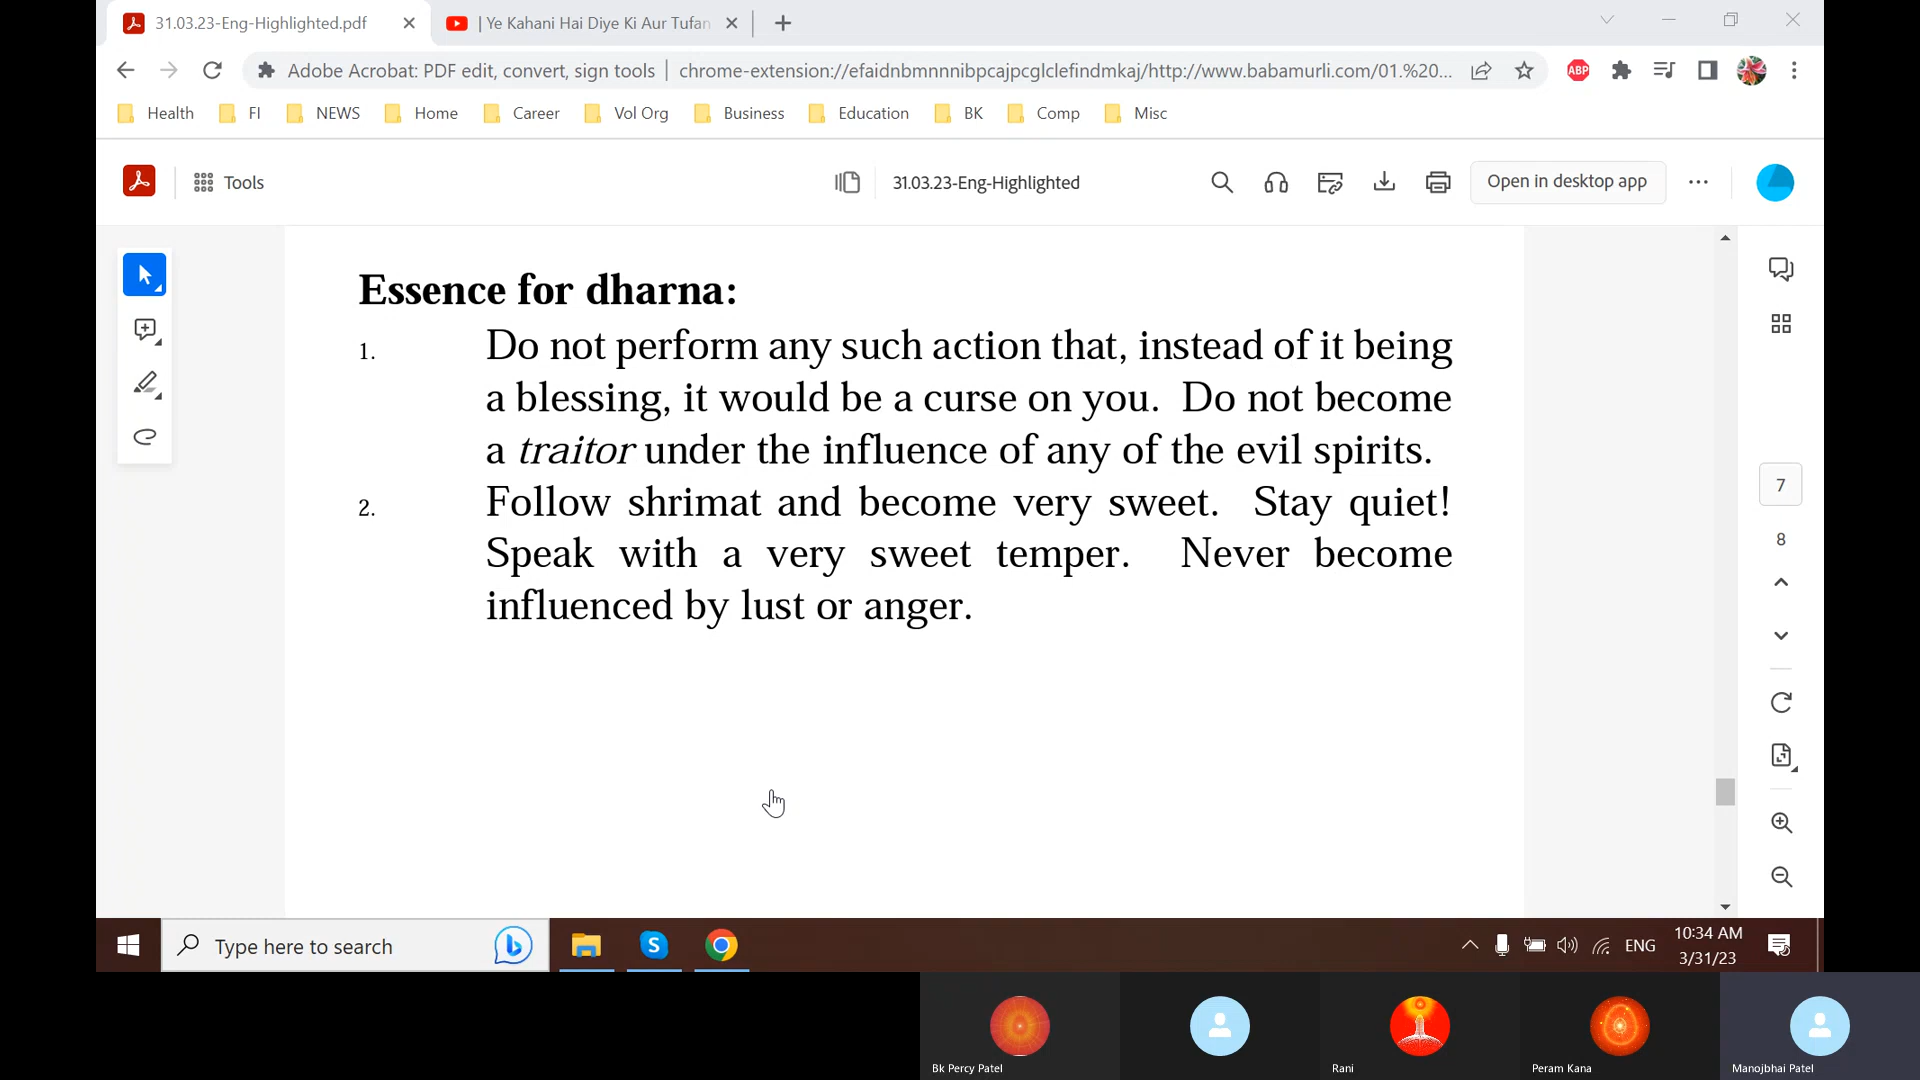 31.03.23-Eng-Highlighted.pdf
| Ye Kahani Hai Diye Ki Aur Tufan
Adobe Acrobat: PDF edit, convert, sign tools | chrome-extension://efaidnbmnnnibpcajpcglclefindmkaj/http://www.babamurli.com/01.%20...
ABP
Health FI NEWS Home Career Vol Org Business Education BK Comp Misc
Tools
31.03.23-Eng-Highlighted
Open in desktop app
Essence for dharna:
1. Do not perform any such action that, instead of it being
a blessing, it would be a curse on you. Do not become
a traitor under the influence of any of the evil spirits.
2. Follow shrimat and become very sweet. Stay quiet!
Speak with a very sweet temper. Never become
influenced by lust or anger.
7
8
Type here to search
ENG
10:34 AM
3/31/23
Bk Percy Patel
Rani
Peram Kana
Manojbhai Patel